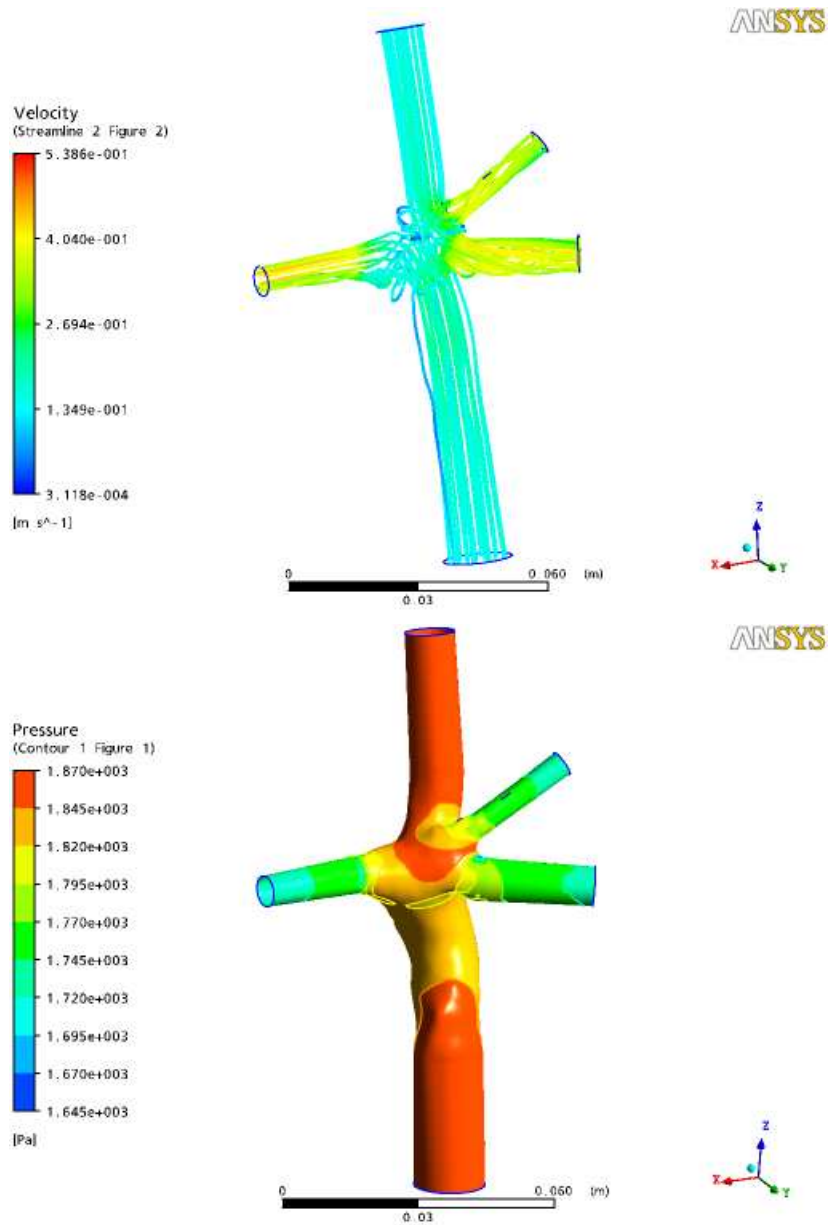 ANSYS
Velocity
(Streamline 2 Figure 2)
5.386e-001
4.040e-001
2.694e-001
1.349e-001
3.118e-004
[m s^-1]
0 0.060 (m)
0.03
Z
X Y
ANSYS
Pressure
(Contour 1 Figure 1)
1.870e+003
1.845e+003
1.820e+003
1.795e+003
1.770e+003
1.745e+003
1.720e+003
1.695e+003
1.670e+003
1.645e+003
[Pa]
0 0.060 (m)
0.03
Z
X Y